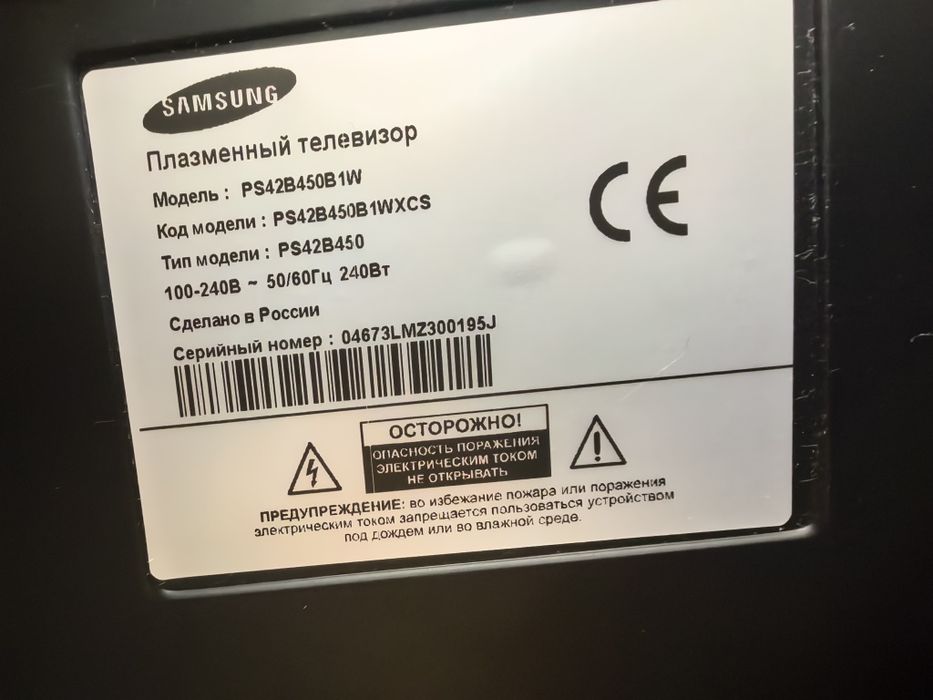 SAMSUNG
Плазменный телевизор
Модель : PS42B450B1W
Код модели : PS42B450B1WXCS
Тип модели : PS42B450
100-240В ~ 50/60Гц 240Вт
Сделано в России
Серийный номер : 04673LMZ300195J
CE
ОСТОРОЖНО!
ОПАСНОСТЬ ПОРАЖЕНИЯ
ЭЛЕКТРИЧЕСКИМ ТОКОМ
НЕ ОТКРЫВАТЬ
ПРЕДУПРЕЖДЕНИЕ: во избежание пожара или поражения
электрическим током запрещается пользоваться устройством
под дождем или во влажной среде.